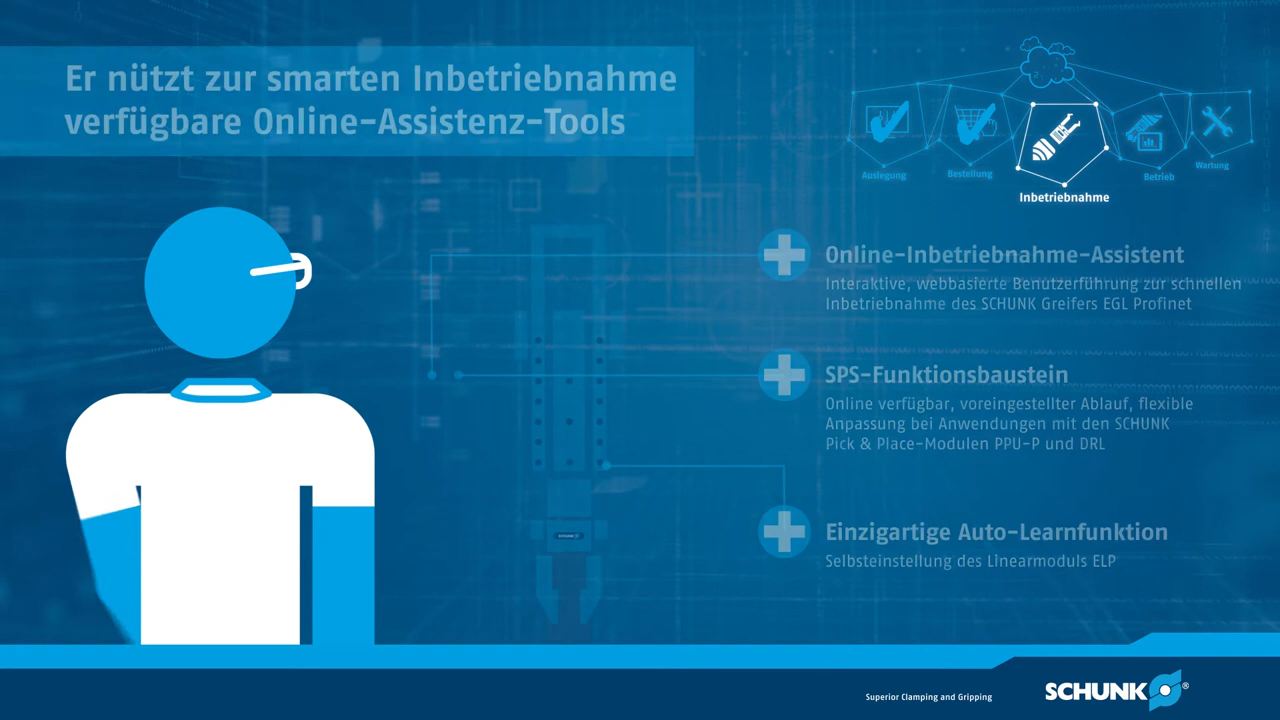 Er nützt zur smarten Inbetriebnahme
verfügbare Online-Assistenz-Tools
Auslegung
Bestellung
Inbetriebnahme
Betrieb
Wartung
Online-Inbetriebnahme-Assistent
Interaktive, webbasierte Benutzerführung zur schnellen
Inbetriebnahme des SCHUNK Greifers EGL Profinet
SPS-Funktionsbaustein
Online verfügbar, voreingestellter Ablauf, flexible
Anpassung bei Anwendungen mit den SCHUNK
Pick & Place-Modulen PPU-P und DRL
Einzigartige Auto-Learnfunktion
Selbsteinstellung des Linearmoduls ELP
SCHUNK
Superior Clamping and Gripping
SCHUNK®